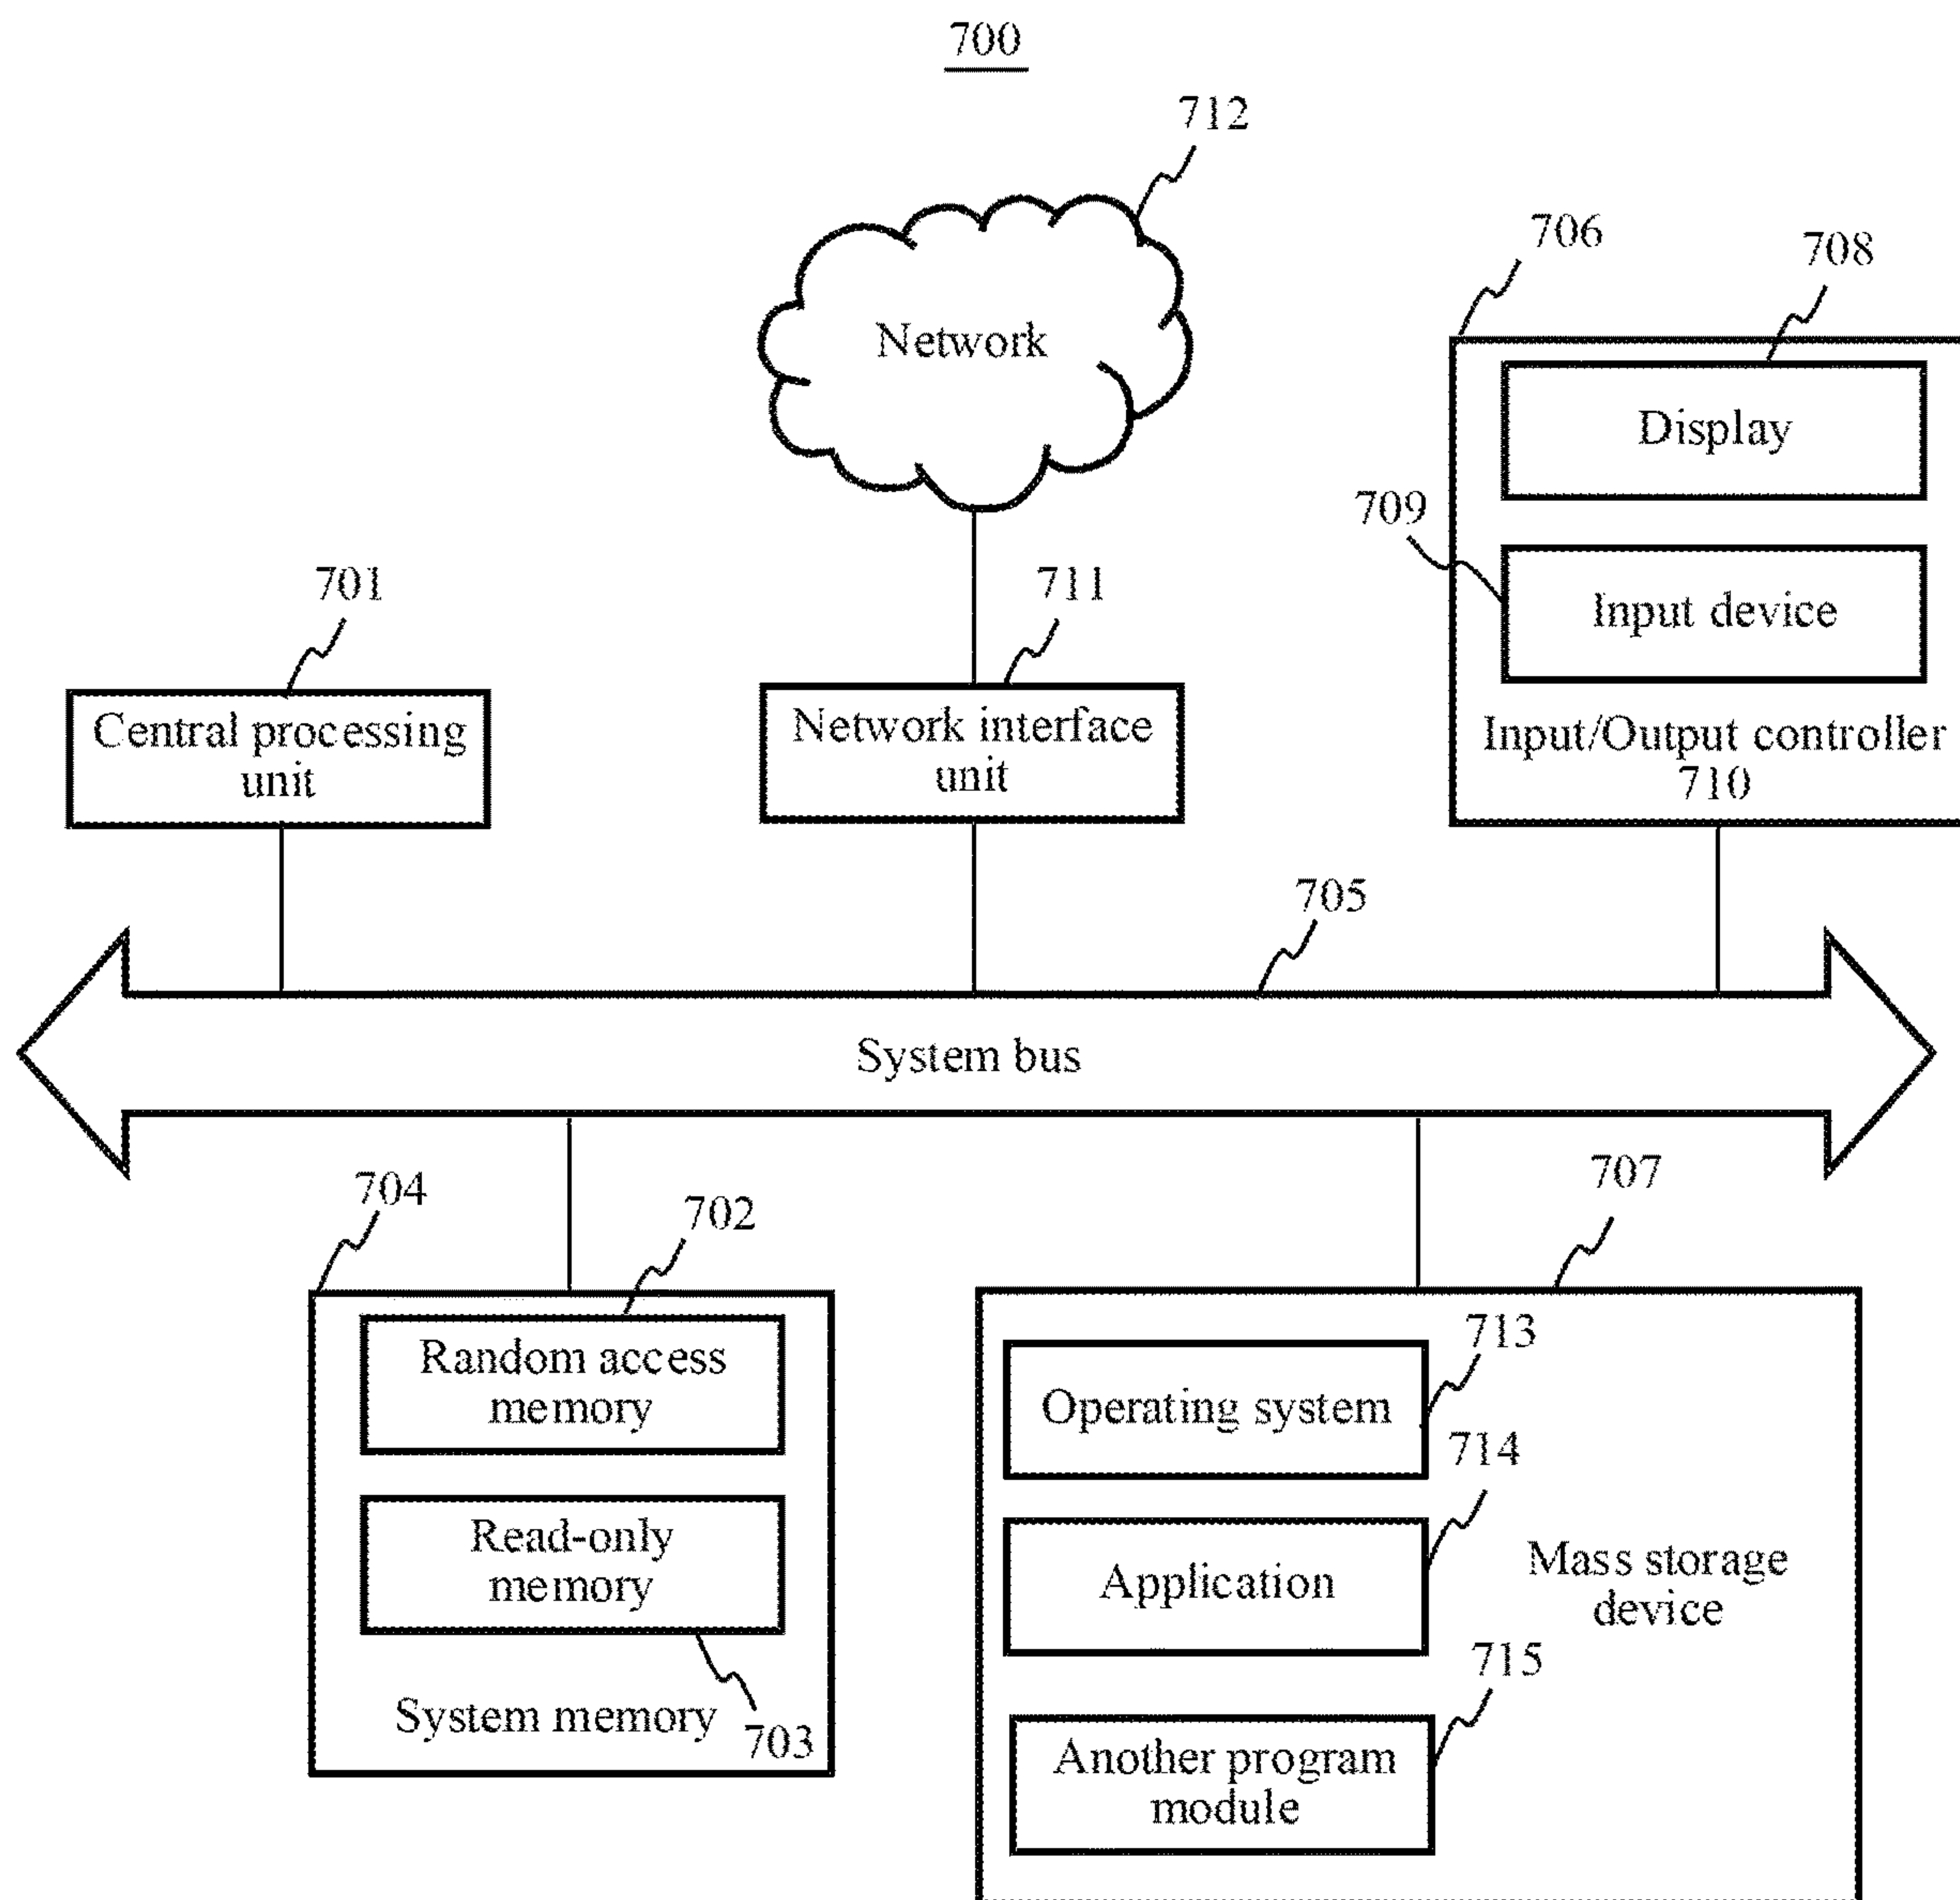 700
712
Network
706
708
Display
709
Input device
Input/Output controller
710
701
Central processing
unit
711
Network interface
unit
705
System bus
704
702
Random access
memory
Read-only
memory
System memory
703
707
713
Operating system
714
Application
Mass storage
device
715
Another program
module